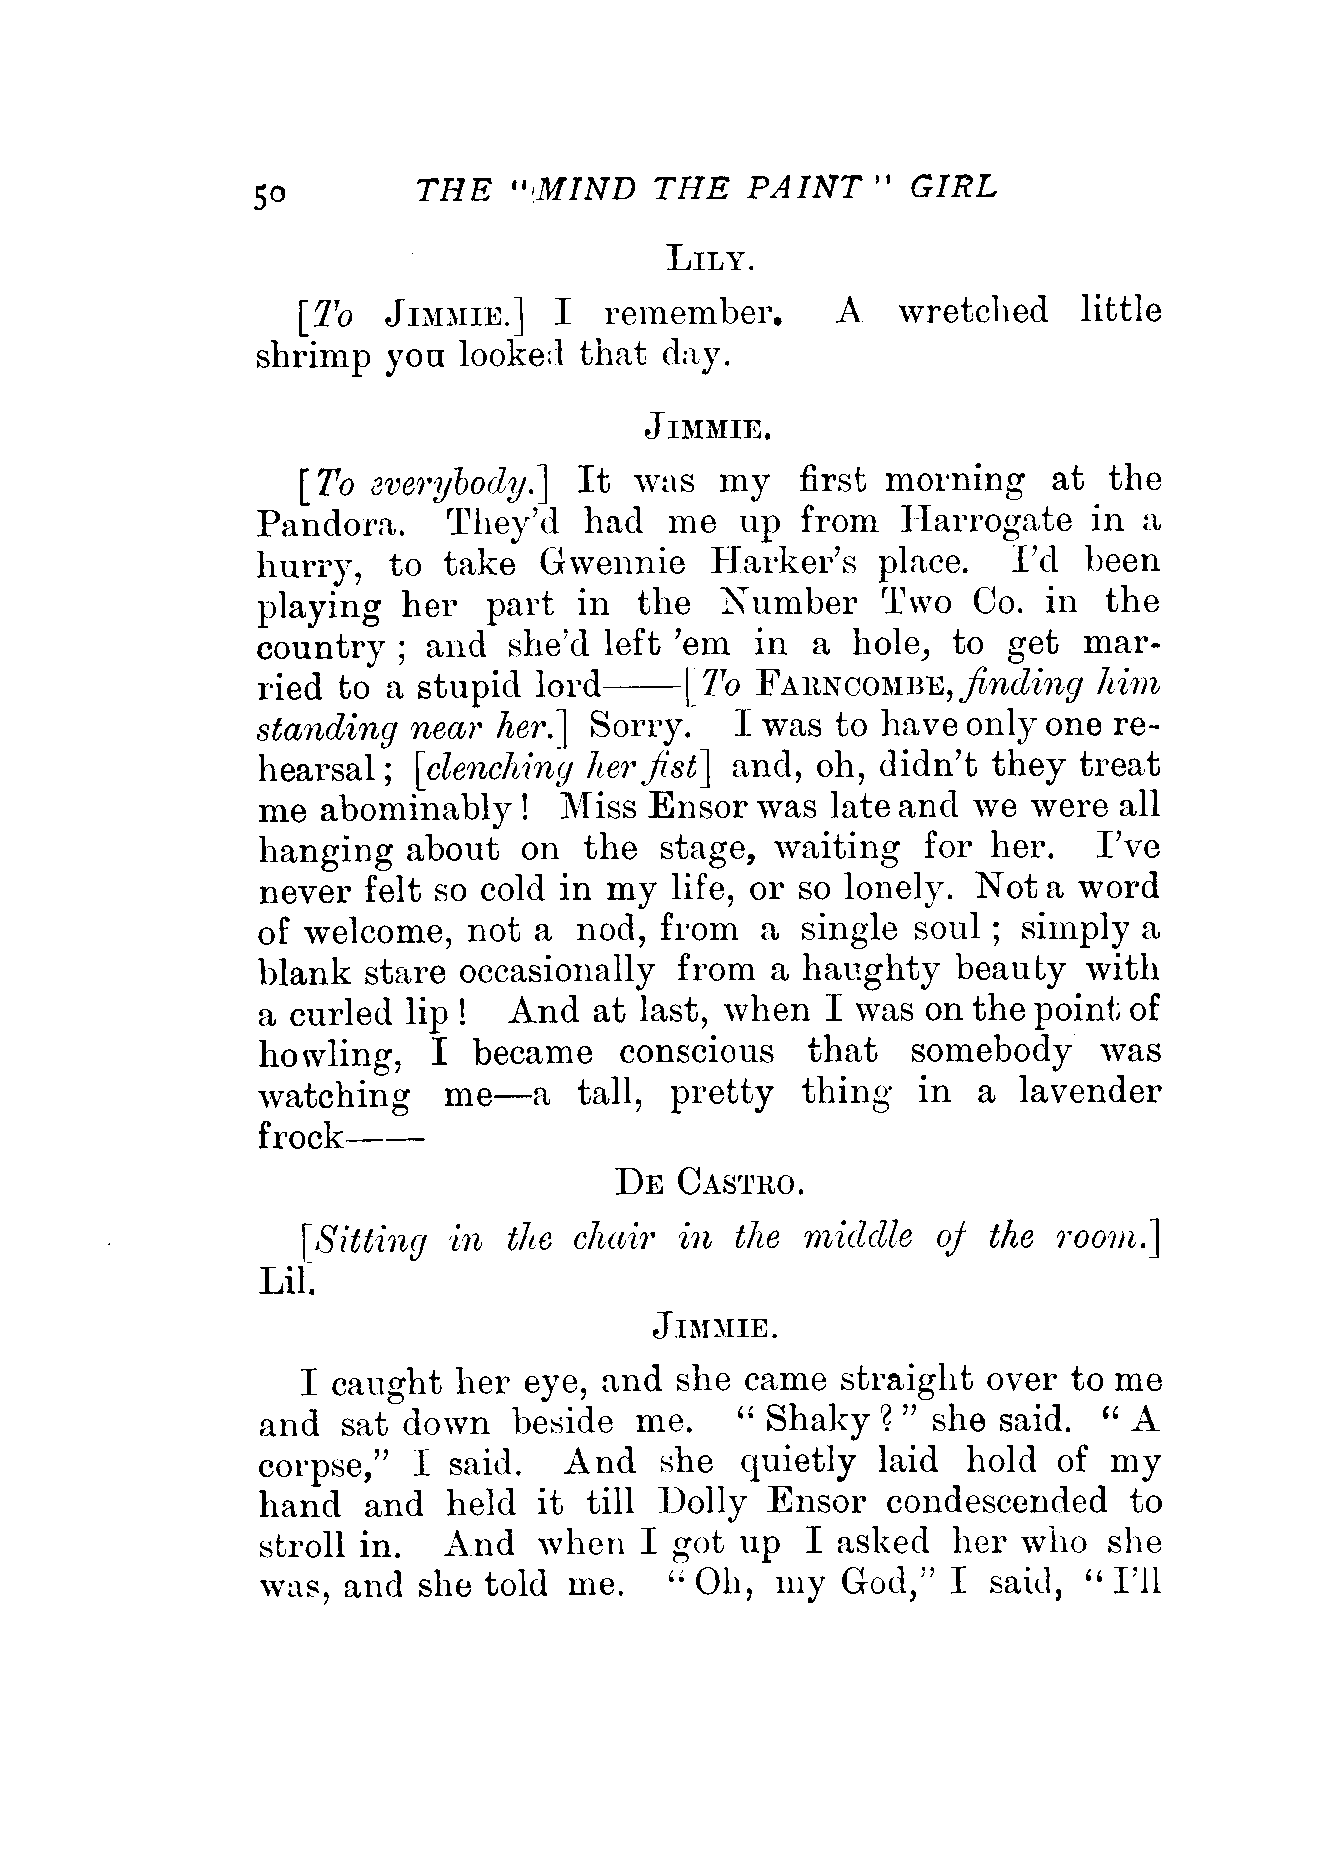 50 THE "MIND THE PAINT" GIRL
LILY.
[To JIMMIE.] I remember. A wretched little
shrimp you looked that day.
JIMMIE.
[To everybody.] It was my first morning at the
Pandora. They'd had me up from Harrogate in a
hurry, to take Gwennie Harker's place. I'd been
playing her part in the Number Two Co. in the
country; and she'd left 'em in a hole, to get mar-
ried to a stupid lord——[To FARNCOMBE, finding him
standing near her.] Sorry. I was to have only one re-
hearsal; [clenching her fist] and, oh, didn't they treat
me abominably! Miss Ensor was late and we were all
hanging about on the stage, waiting for her. I've
never felt so cold in my life, or so lonely. Not a word
of welcome, not a nod, from a single soul; simply a
blank stare occasionally from a haughty beauty with
a curled lip! And at last, when I was on the point of
howling, I became conscious that somebody was
watching me—a tall, pretty thing in a lavender
frock——
DE CASTRO.
[Sitting in the chair in the middle of the room.]
Lil.
JIMMIE.
I caught her eye, and she came straight over to me
and sat down beside me. "Shaky?" she said. "A
corpse," I said. And she quietly laid hold of my
hand and held it till Dolly Ensor condescended to
stroll in. And when I got up I asked her who she
was, and she told me. "Oh, my God," I said, "I'll